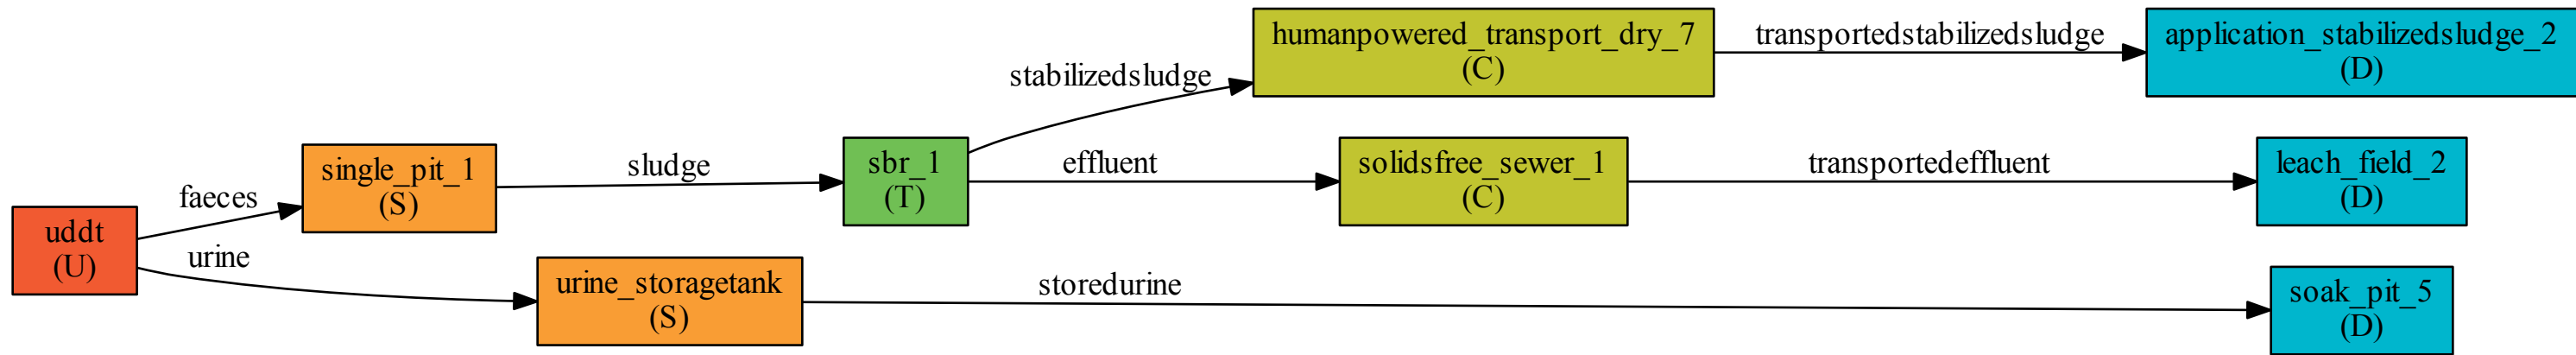 uddt
(U)
faeces
urine
single_pit_1
(S)
urine_storagetank
(S)
sludge
storedurine
sbr_1
(T)
stabilizedsludge
effluent
humanpowered_transport_dry_7
(C)
solidsfree_sewer_1
(C)
transportedstabilizedsludge
transportedeffluent
application_stabilizedsludge_2
(D)
leach_field_2
(D)
soak_pit_5
(D)